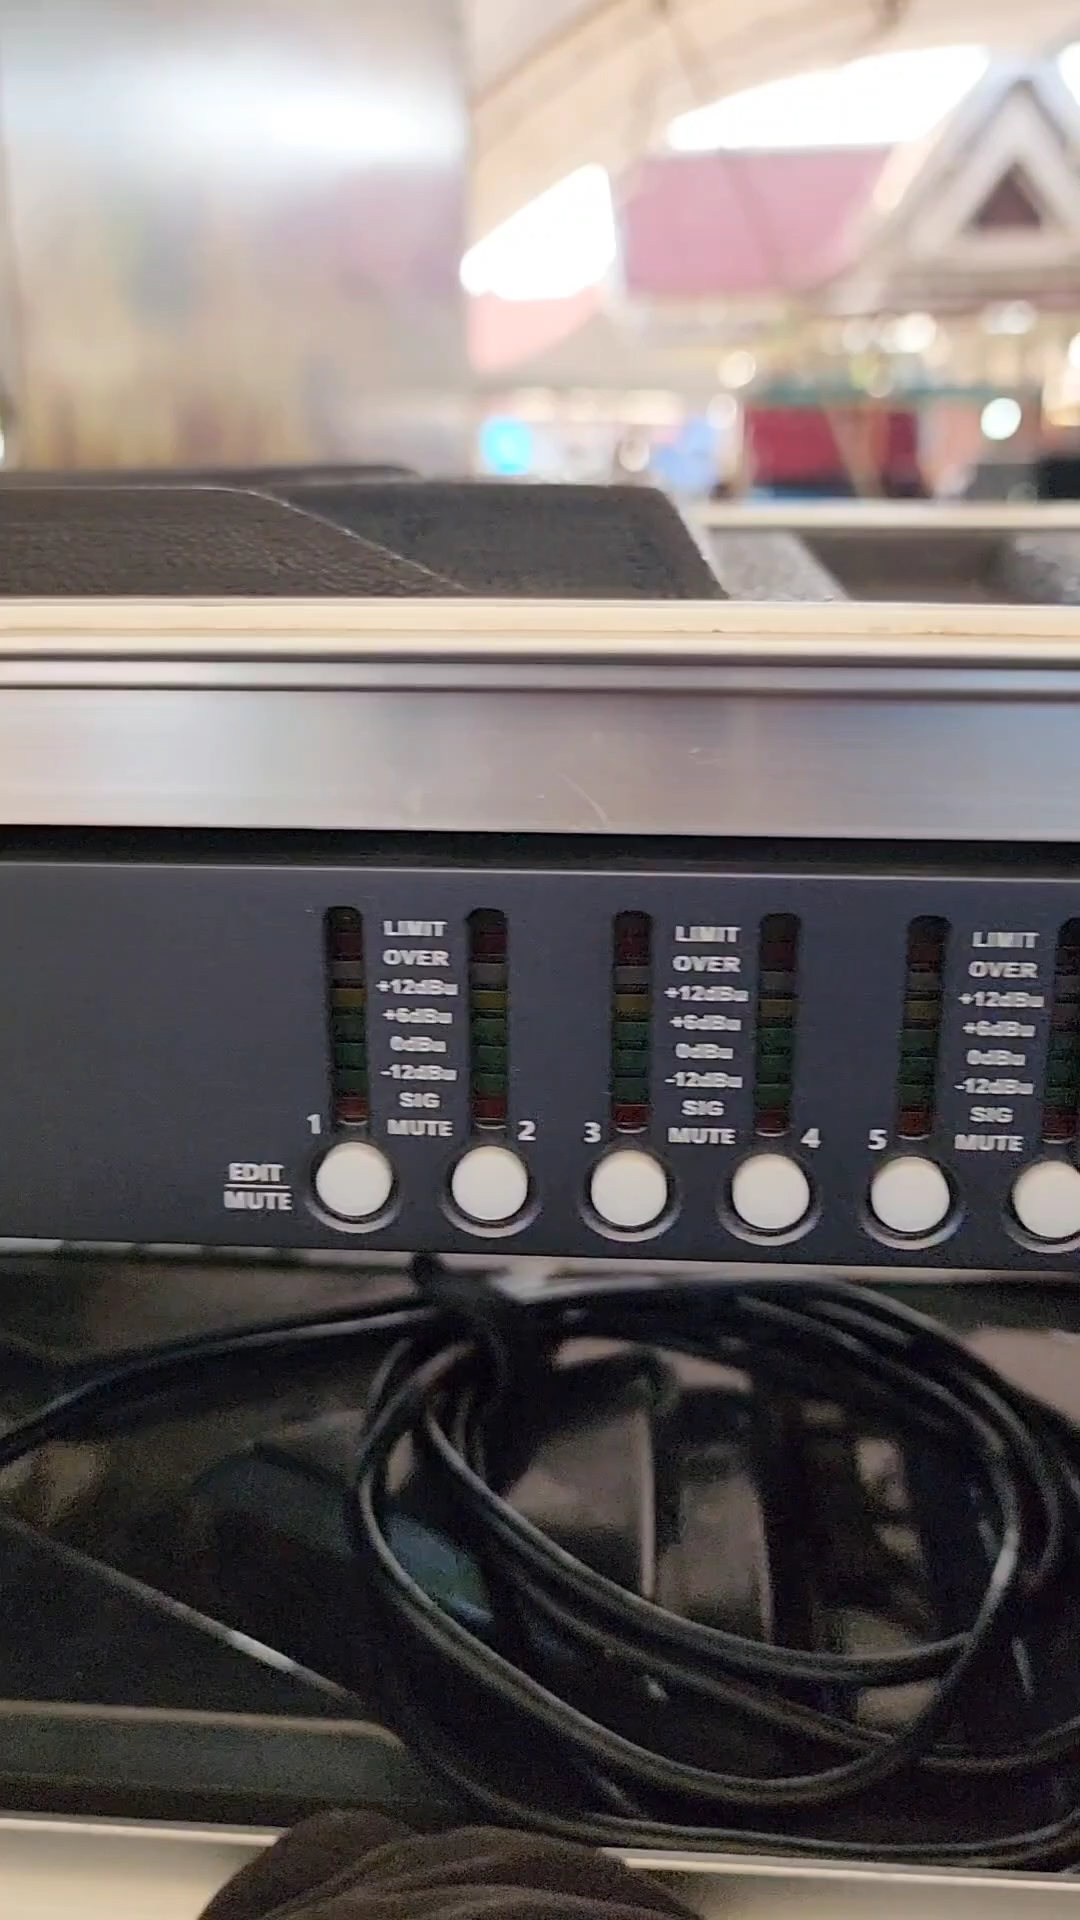 LIMIT
OVER
+12dBu
+6dBu
0dBu
-12dBu
SIG
MUTE
1
2
LIMIT
OVER
+12dBu
+6dBu
0dBu
-12dBu
SIG
MUTE
3
4
LIMIT
OVER
+12dBu
+6dBu
0dBu
-12dBu
SIG
MUTE
5
EDIT
MUTE